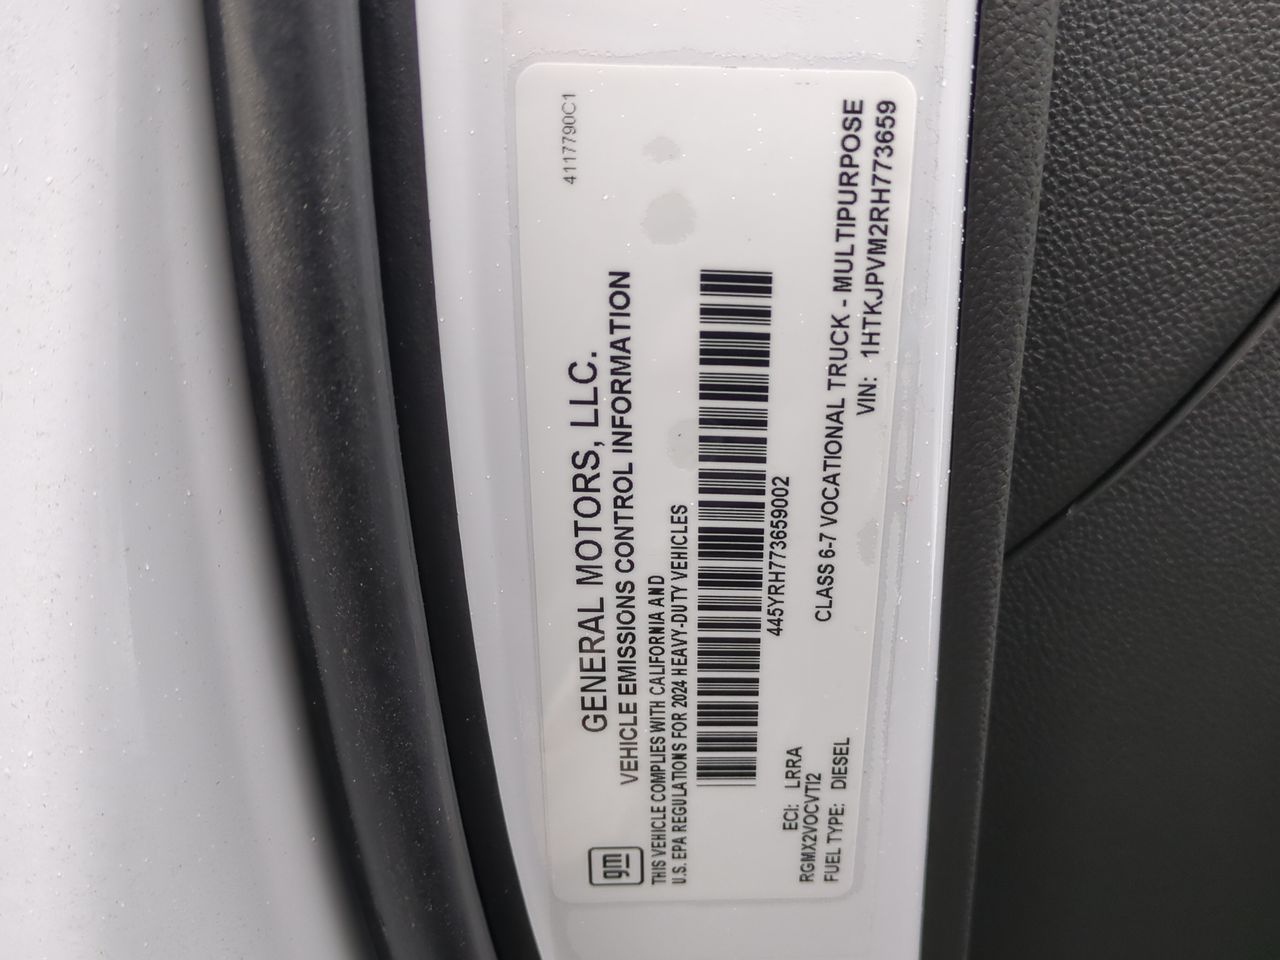 4117790C1
gm
GENERAL MOTORS, LLC.
VEHICLE EMISSIONS CONTROL INFORMATION
THIS VEHICLE COMPLIES WITH CALIFORNIA AND
U.S. EPA REGULATIONS FOR 2024 HEAVY-DUTY VEHICLES
445YRH773659002
ECI: LRRA
RGMX2VOCVTI2
FUEL TYPE: DIESEL
CLASS 6-7 VOCATIONAL TRUCK - MULTIPURPOSE
VIN: 1HTKJPVM2RH773659